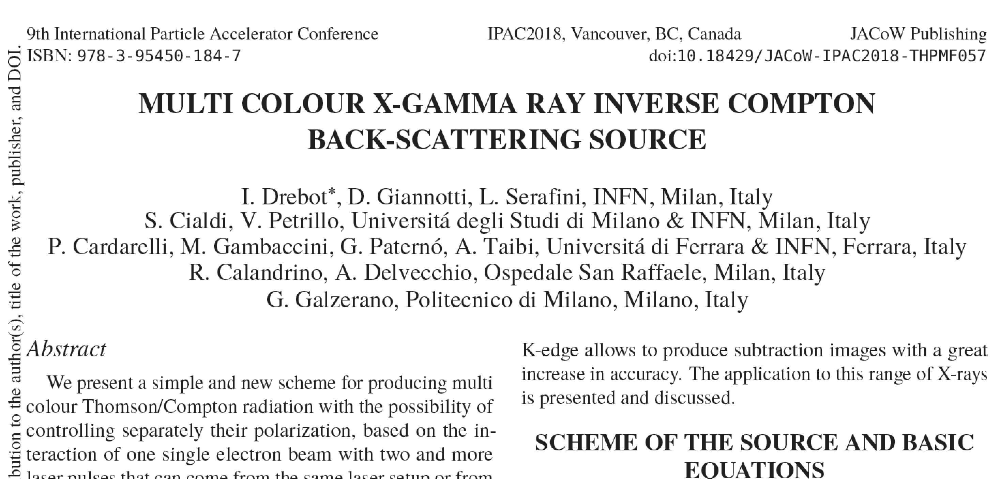 9th International Particle Accelerator Conference IPAC2018, Vancouver, BC, Canada JACoW Publishing
ISBN: 978-3-95450-184-7 doi:10.18429/JACoW-IPAC2018-THPMF057
MULTI COLOUR X-GAMMA RAY INVERSE COMPTON
BACK-SCATTERING SOURCE
I. Drebot*, D. Giannotti, L. Serafini, INFN, Milan, Italy
S. Cialdi, V. Petrillo, Universitá degli Studi di Milano & INFN, Milan, Italy
P. Cardarelli, M. Gambaccini, G. Paternó, A. Taibi, Universitá di Ferrara & INFN, Ferrara, Italy
R. Calandrino, A. Delvecchio, Ospedale San Raffaele, Milan, Italy
G. Galzerano, Politecnico di Milano, Milano, Italy
Abstract
We present a simple and new scheme for producing multi
colour Thomson/Compton radiation with the possibility of
controlling separately their polarization, based on the in-
teraction of one single electron beam with two and more
laser pulses that can come from the same laser setup or from
K-edge allows to produce subtraction images with a great
increase in accuracy. The application to this range of X-rays
is presented and discussed.
SCHEME OF THE SOURCE AND BASIC
EQUATIONS
bution to the author(s), title of the work, publisher, and DOI.